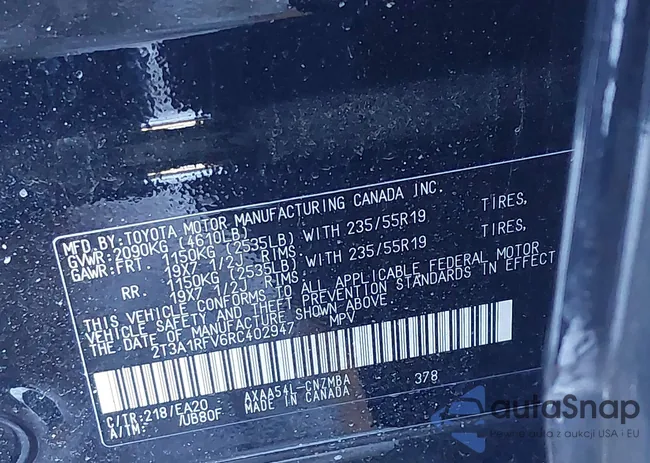 MFD.BY:TOYOTA MOTOR MANUFACTURING CANADA INC.
GVWR:2090KG (4610LB)
GAWR:FRT. 1150KG (2535LB) WITH 235/55R19 TIRES,
19X7 1/2J RIMS
RR. 1150KG (2535LB) WITH 235/55R19 TIRES,
19X7 1/2J RIMS
THIS VEHICLE CONFORMS TO ALL APPLICABLE FEDERAL MOTOR
VEHICLE SAFETY AND THEFT PREVENTION STANDARDS IN EFFECT
THE DATE OF MANUFACTURE SHOWN ABOVE.
2T3A1RFV6RC402947 MPV
C/TR:218/EA20 AXAA54L-CNZMBA 378
A/TM: /UB80F MADE IN CANADA
autoSnap
aukcji USA i EU